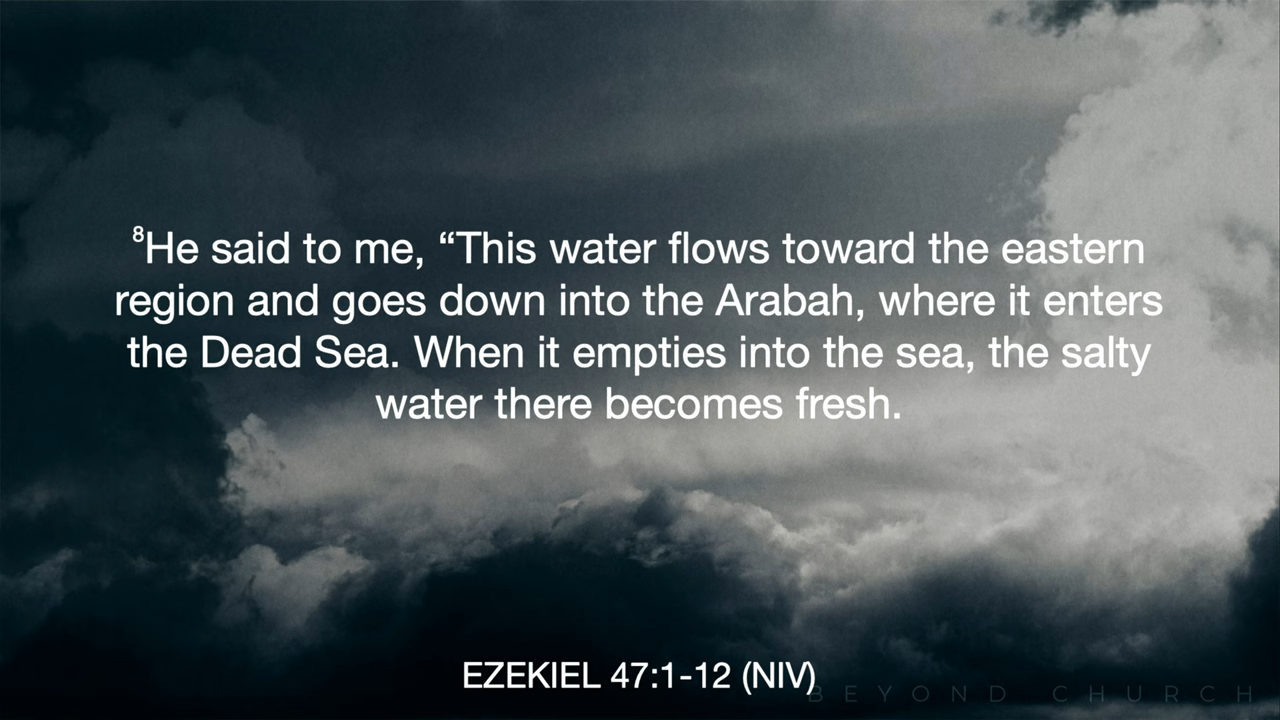 ⁸He said to me, “This water flows toward the eastern
region and goes down into the Arabah, where it enters
the Dead Sea. When it empties into the sea, the salty
water there becomes fresh.
EZEKIEL 47:1-12 (NIV)
BEYOND CHURCH